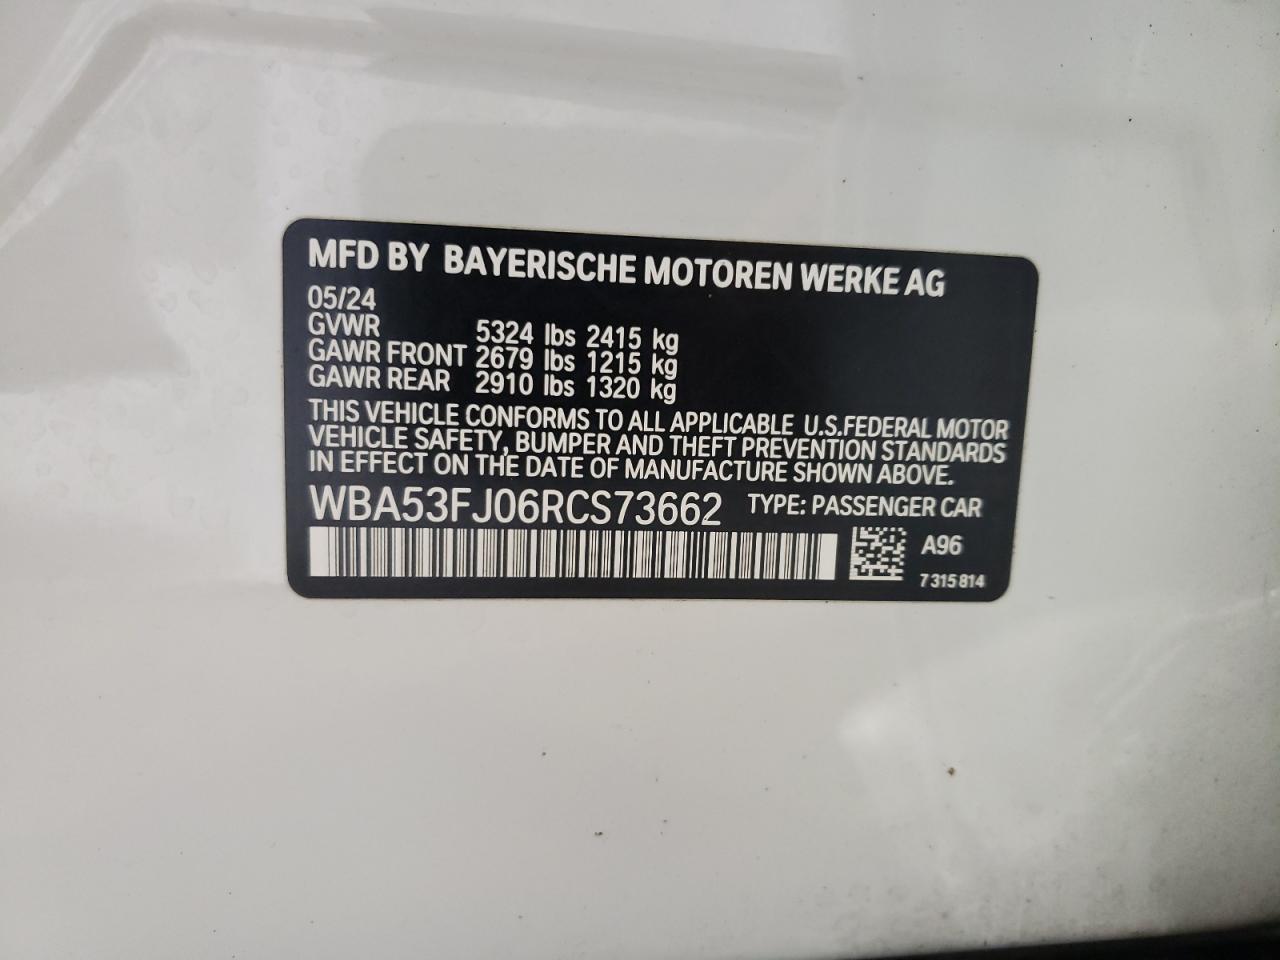 MFD BY BAYERISCHE MOTOREN WERKE AG
05/24
GVWR 5324 lbs 2415 kg
GAWR FRONT 2679 lbs 1215 kg
GAWR REAR 2910 lbs 1320 kg
THIS VEHICLE CONFORMS TO ALL APPLICABLE U.S.FEDERAL MOTOR
VEHICLE SAFETY, BUMPER AND THEFT PREVENTION STANDARDS
IN EFFECT ON THE DATE OF MANUFACTURE SHOWN ABOVE.
WBA53FJ06RCS73662 TYPE: PASSENGER CAR
A96
7315814